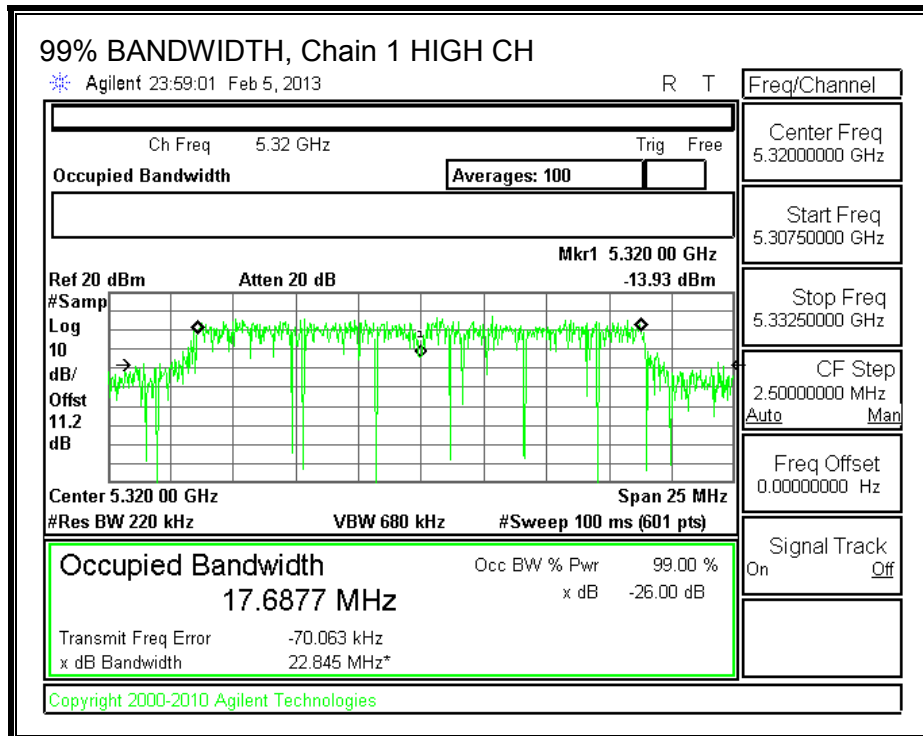 99% BANDWIDTH, Chain 1 HIGH CH
Agilent 23:59:01 Feb 5, 2013 R T
Ch Freq 5.32 GHz Trig Free
Occupied Bandwidth Averages: 100
Mkr1 5.320 00 GHz
Ref 20 dBm Atten 20 dB -13.93 dBm
#Samp
Log
10
dB/
Offst
11.2
dB
1
Center 5.320 00 GHz Span 25 MHz
#Res BW 220 kHz VBW 680 kHz #Sweep 100 ms (601 pts)
Occupied Bandwidth Occ BW % Pwr 99.00 %
17.6877 MHz x dB -26.00 dB
Transmit Freq Error -70.063 kHz
x dB Bandwidth 22.845 MHz*
Copyright 2000-2010 Agilent Technologies
Freq/Channel
Center Freq
5.32000000 GHz
Start Freq
5.30750000 GHz
Stop Freq
5.33250000 GHz
CF Step
2.50000000 MHz
Auto Man
Freq Offset
0.00000000 Hz
Signal Track
On Off